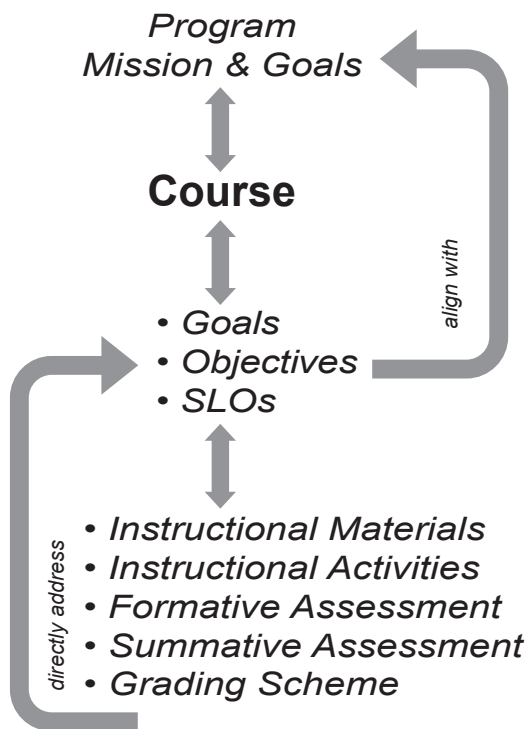 Program
Mission & Goals
Course
align with
• Goals
• Objectives
• SLOs
directly address
• Instructional Materials
• Instructional Activities
• Formative Assessment
• Summative Assessment
• Grading Scheme